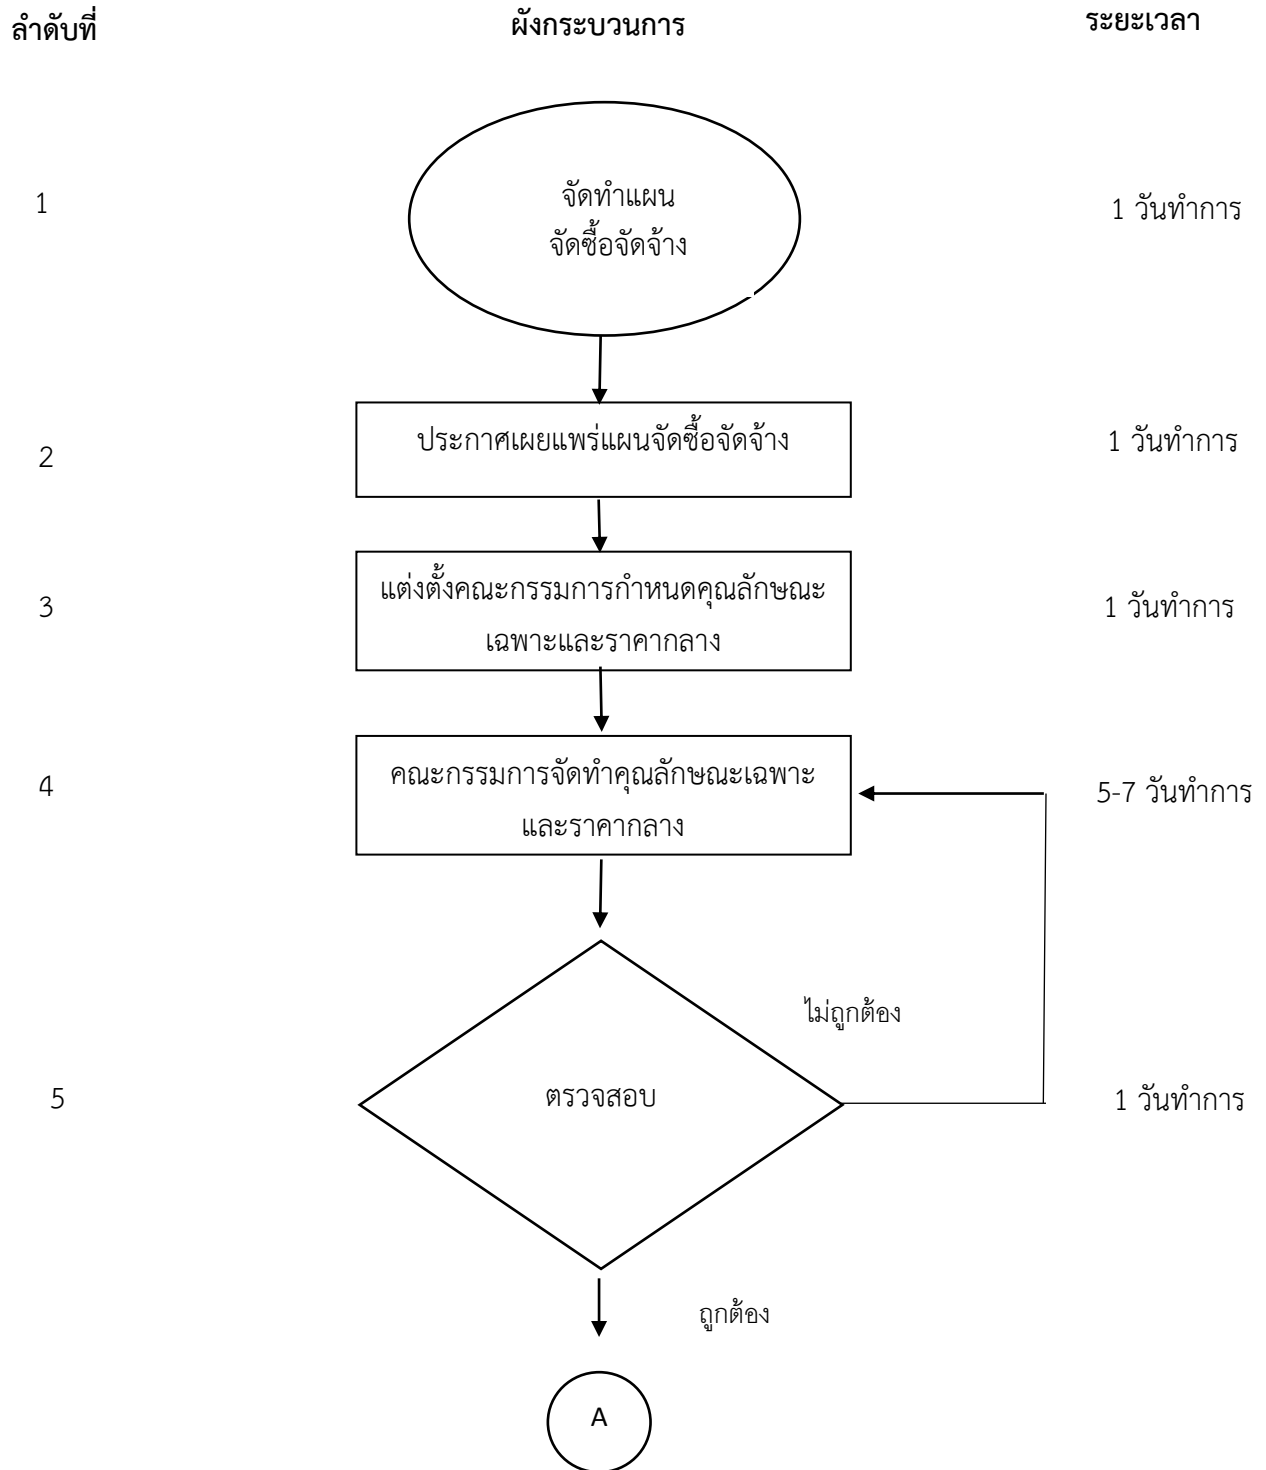 ลำดับที่ ผังกระบวนการ ระยะเวลา
1 จัดทำแผน 1 วันทำการ
จัดซื้อจัดจ้าง
2 ประกาศเผยแพร่แผนจัดซื้อจัดจ้าง 1 วันทำการ
3 แต่งตั้งคณะกรรมการกำหนดคุณลักษณะ 1 วันทำการ
เฉพาะและราคากลาง
4 คณะกรรมการจัดทำคุณลักษณะเฉพาะ 5-7 วันทำการ
และราคากลาง
ไม่ถูกต้อง
5 ตรวจสอบ 1 วันทำการ
ถูกต้อง
A